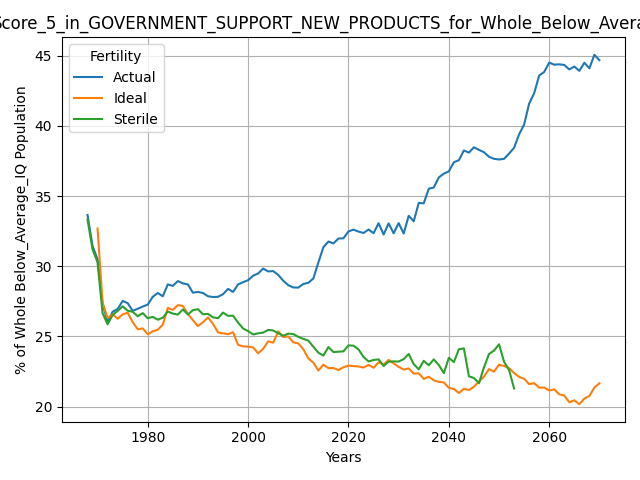 Score_5_in_GOVERNMENT_SUPPORT_NEW_PRODUCTS_for_Whole_Below_Avera
Fertility
Actual
Ideal
Sterile
% of Whole Below_Average_IQ Population
45
40
35
30
25
20
1980
2000
2020
2040
2060
Years